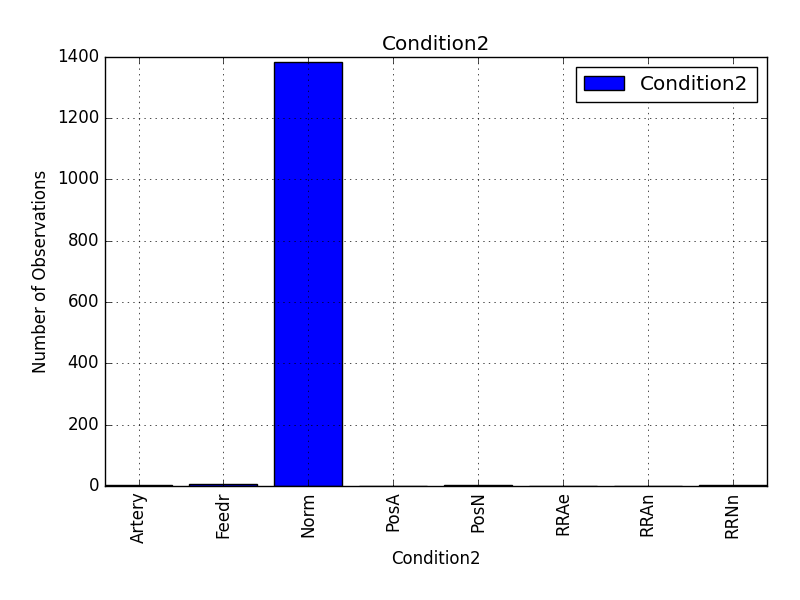 Condition2
Condition2
1400
1200
1000
800
600
400
200
0
Number of Observations
Artery
Feedr
Norm
PosA
PosN
RRAe
RRAn
RRNn
Condition2